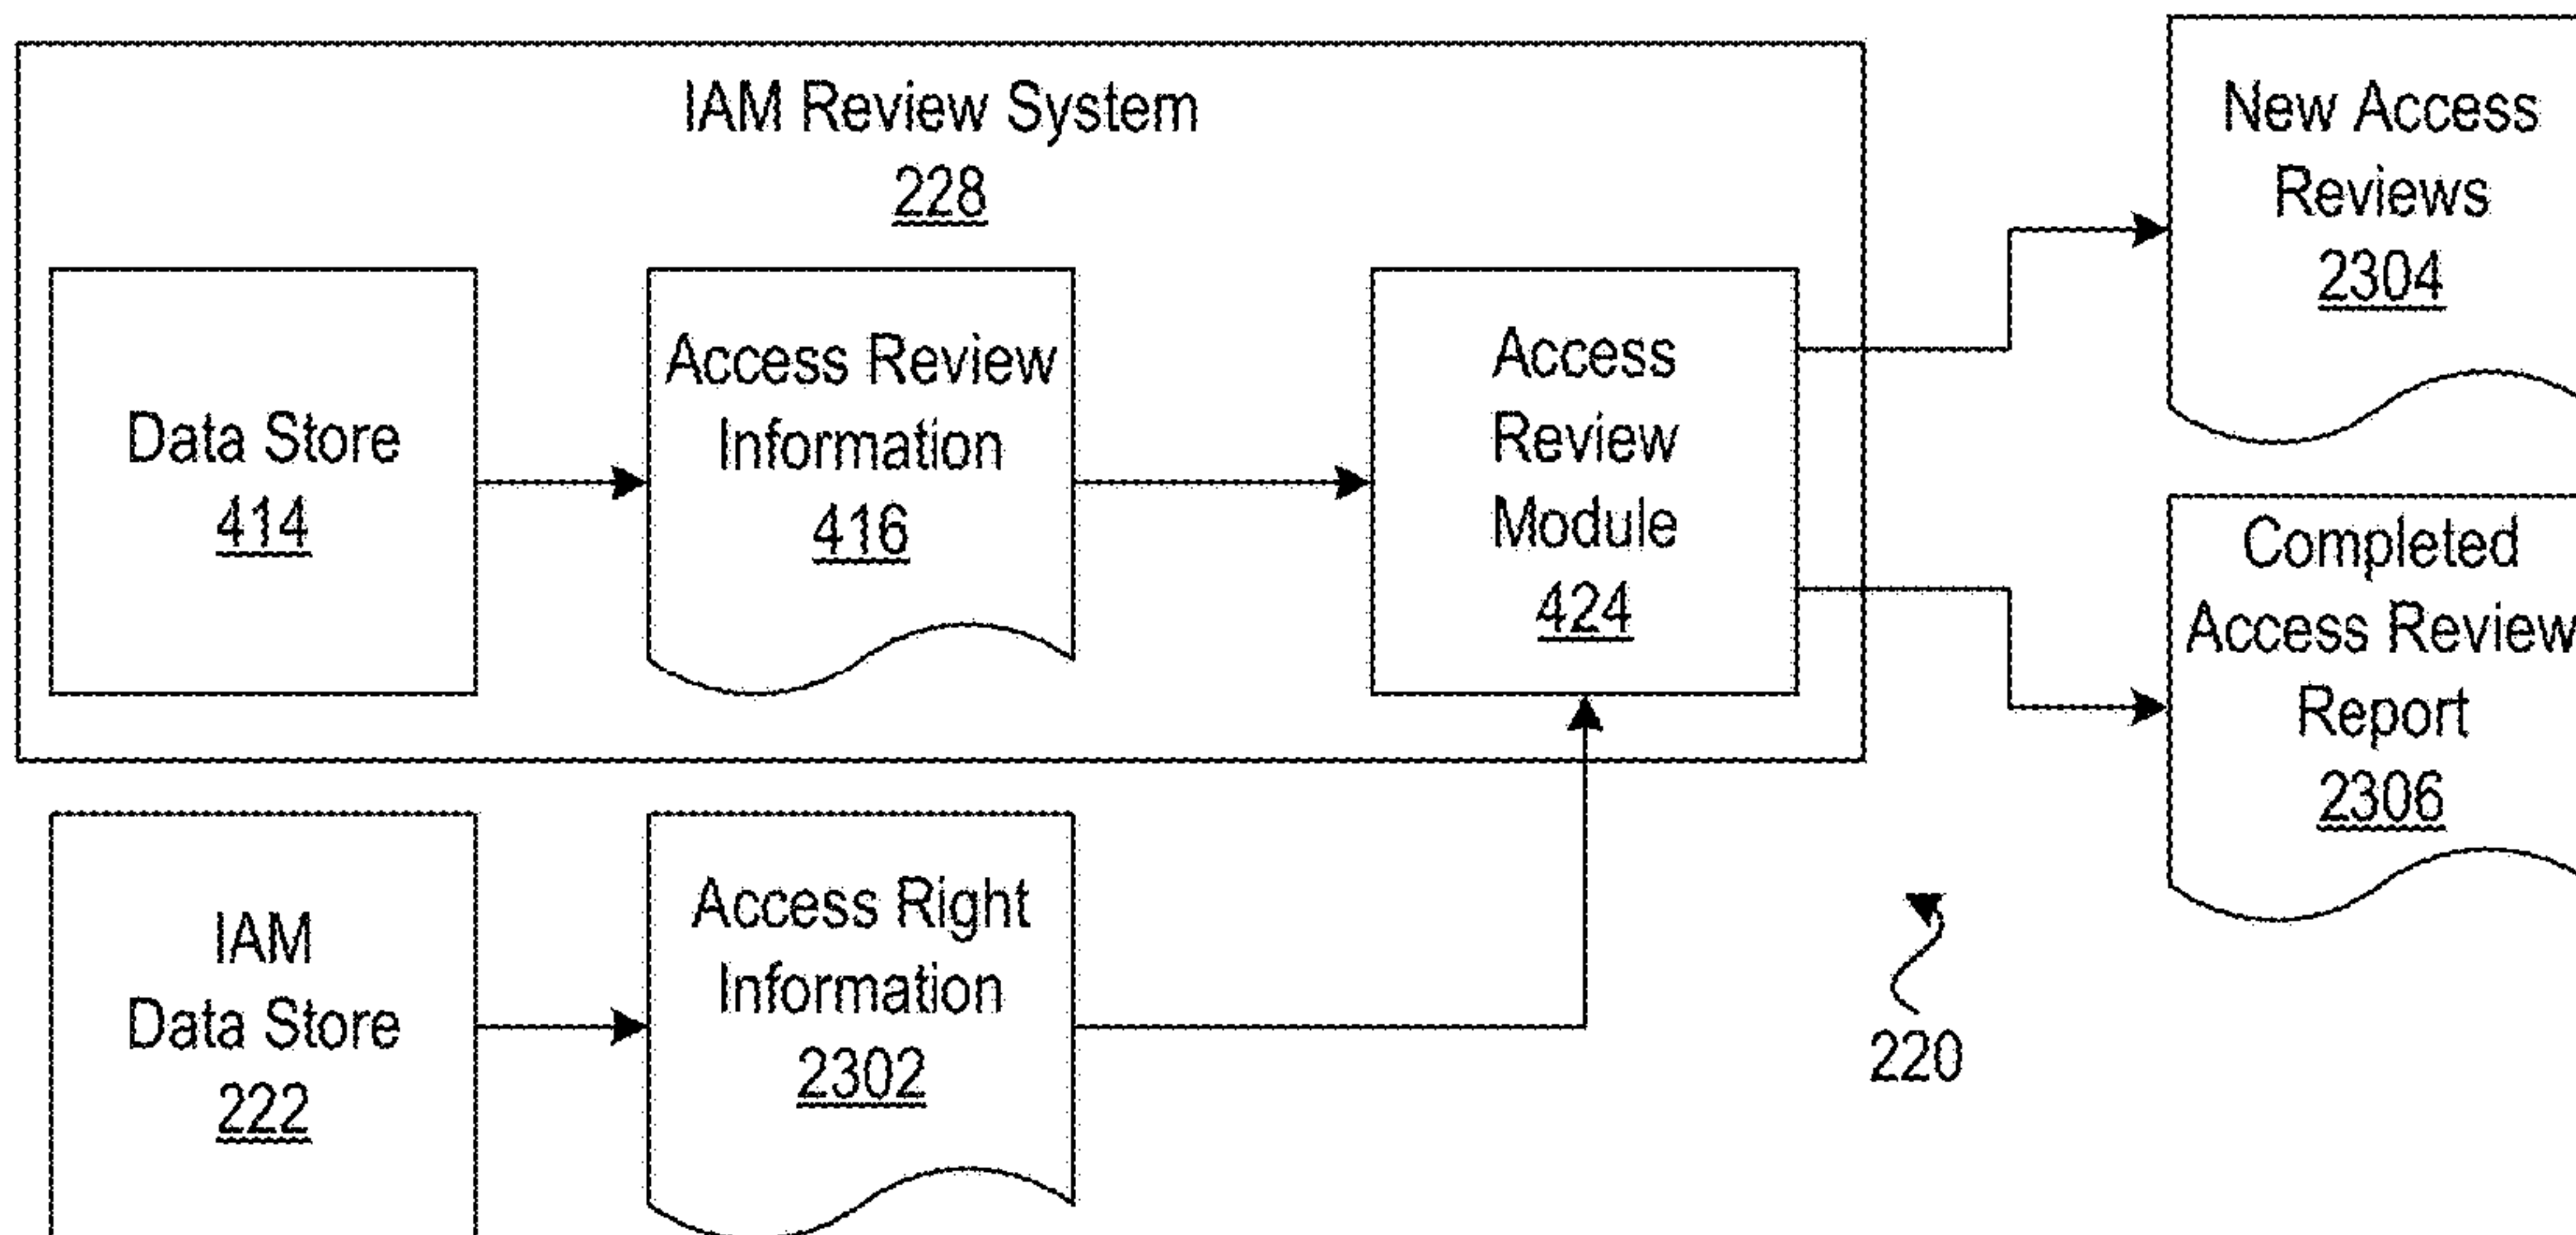 IAM Review System
228
Data Store
414
Access Review
Information
416
Access
Review
Module
424
New Access
Reviews
2304
Completed
Access Review
Report
2306
IAM
Data Store
222
Access Right
Information
2302
220